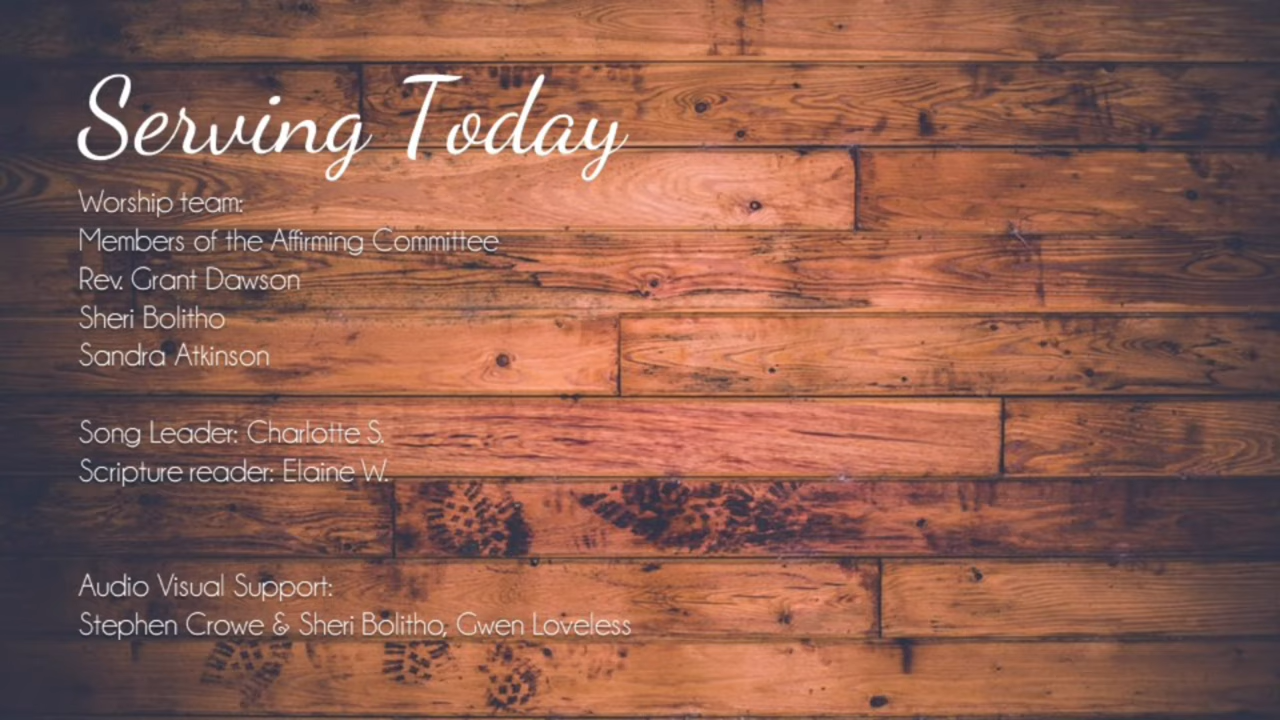 Serving Today
Worship team:
Members of the Affirming Committee
Rev. Grant Dawson
Sheri Bolitho
Sandra Atkinson
Song Leader: Charlotte S.
Scripture reader: Elaine W.
Audio Visual Support:
Stephen Crowe & Sheri Bolitho, Gwen Loveless